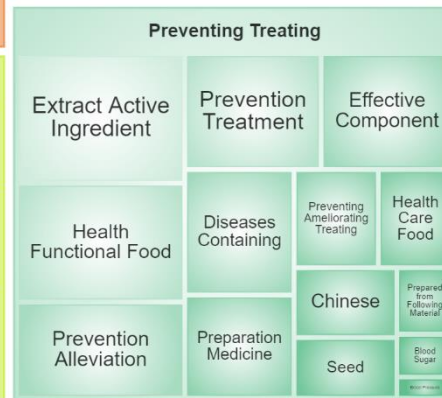 Preventing Treating
Extract Active
Ingredient
Prevention
Treatment
Effective
Component
Health
Functional Food
Diseases
Containing
Preventing
Ameliorating
Treating
Health
Care
Food
Chinese
Prepared
from
Following
Material
Prevention
Alleviation
Preparation
Medicine
Seed
Blood
Sugar